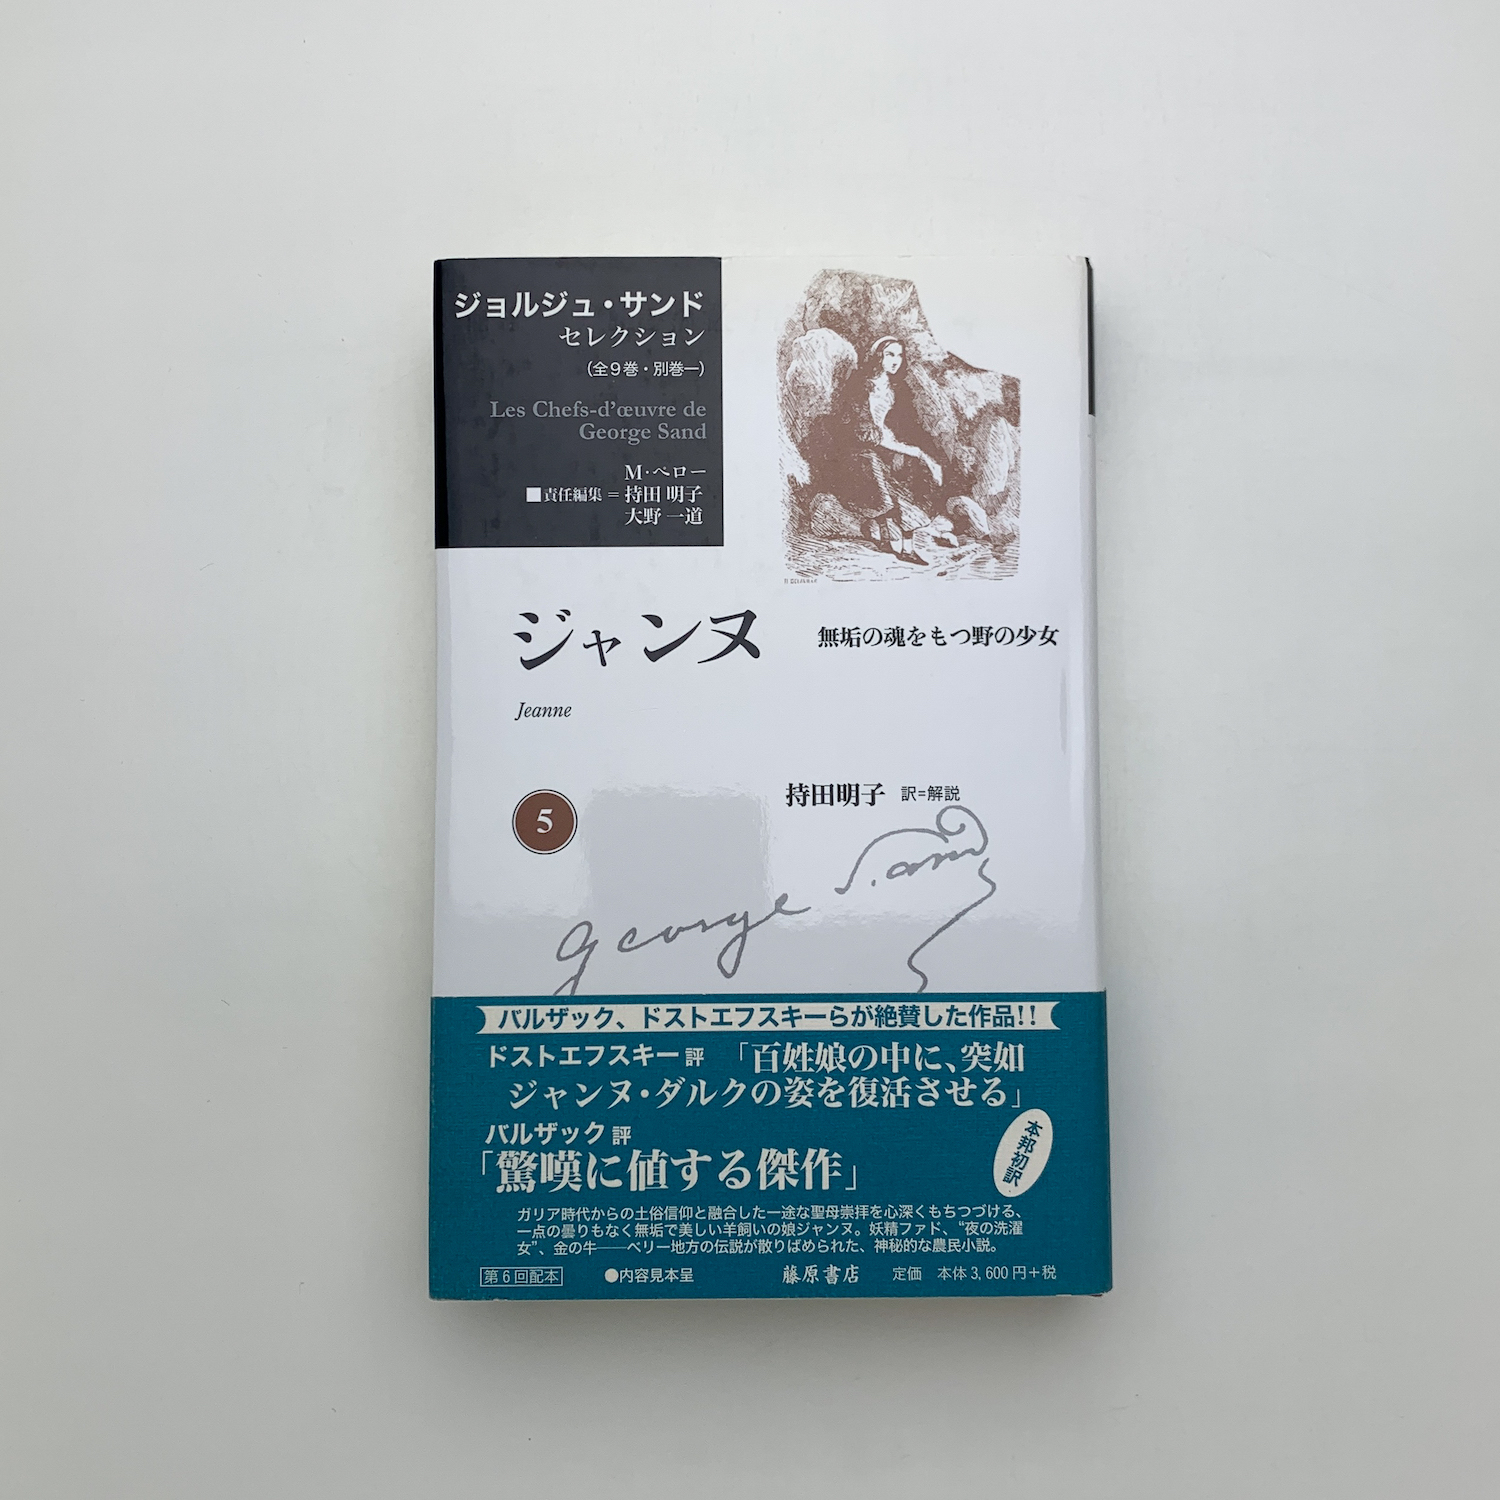 ジョルジュ・サンド
セレクション
（全9巻・別巻一）
Les Chefs-d'œuvre de
George Sand
M・ペロー
■責任編集＝持田 明子
大野 一道
ジャンヌ
無垢の魂をもつ野の少女
Jeanne
持田明子 訳=解説
5
George Sand
バルザック、ドストエフスキーらが絶賛した作品!!
ドストエフスキー評 「百姓娘の中に、突如
ジャンヌ・ダルクの姿を復活させる」
バルザック評
「驚嘆に値する傑作」
本邦初訳
ガリア時代からの土俗信仰と融合した一途な聖母崇拝を心深くもちつづける、
一点の曇りもなく無垢で美しい羊飼いの娘ジャンヌ。妖精ファド、“夜の洗濯
女”、金の牛――ベリー地方の伝説が散りばめられた、神秘的な農民小説。
第6回配本 ●内容見本呈 藤原書店 定価 本体3,600円＋税